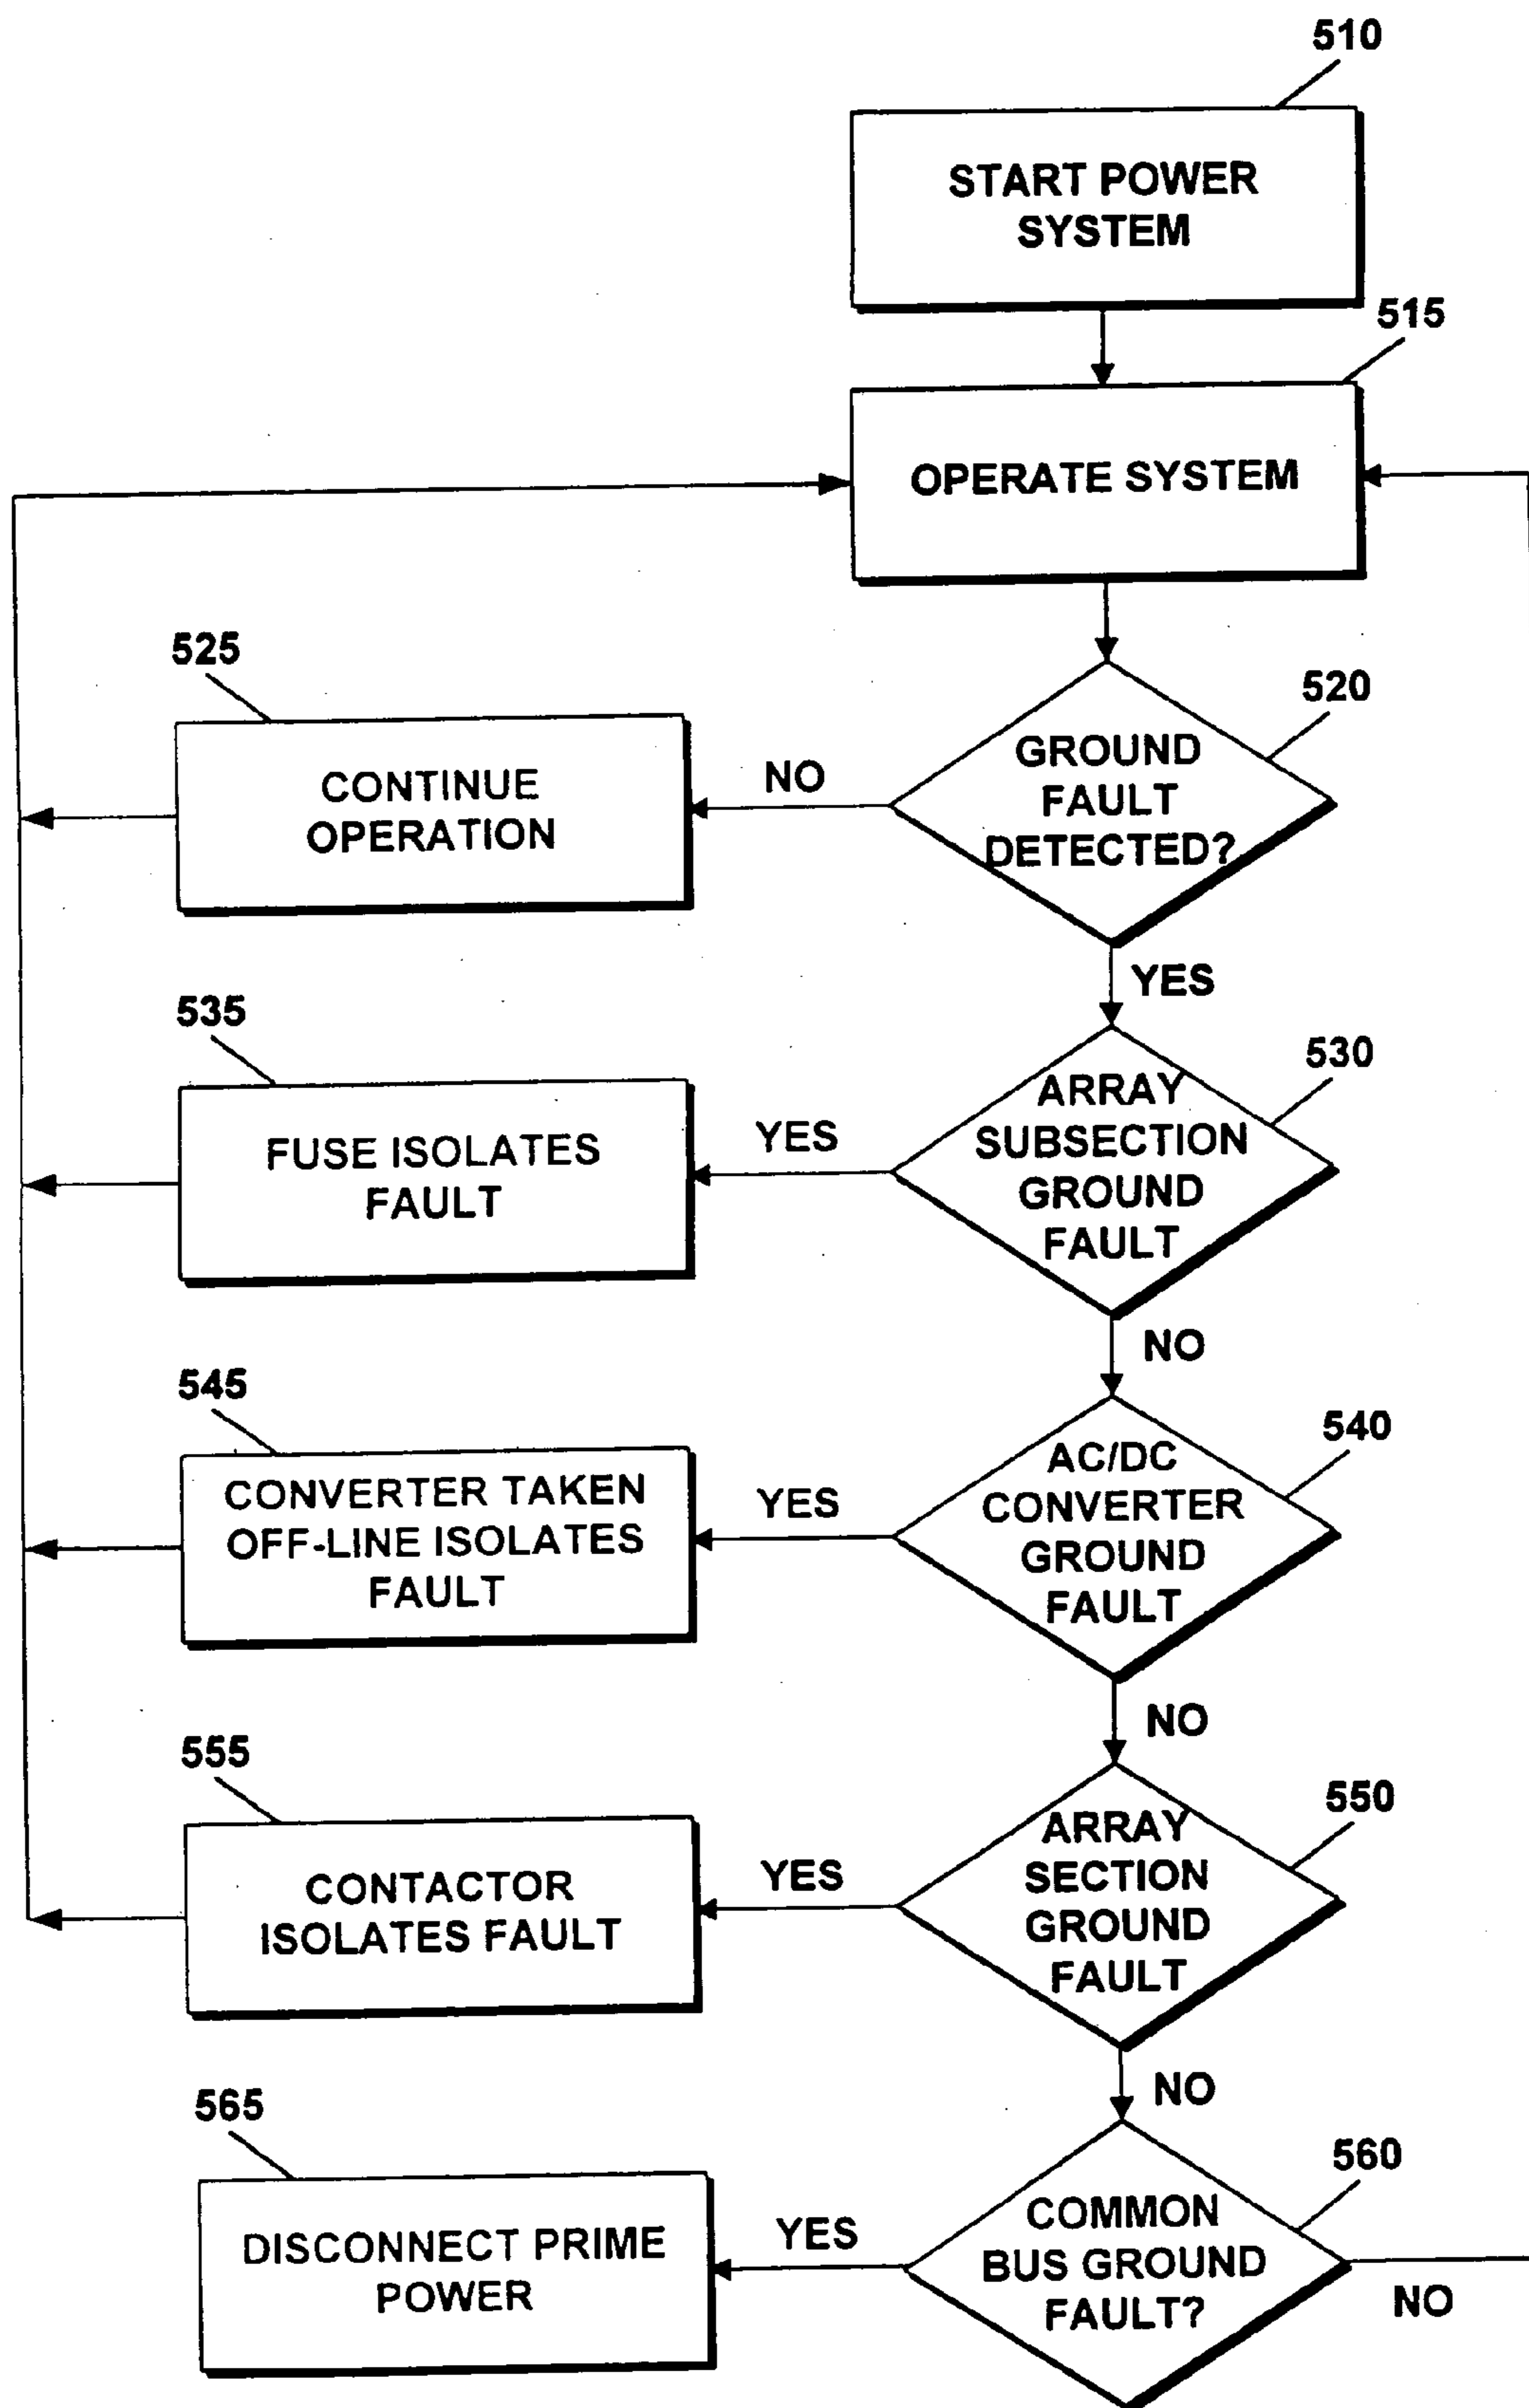 510
START POWER
SYSTEM
515
OPERATE SYSTEM
525
CONTINUE
OPERATION
NO
520
GROUND
FAULT
DETECTED?
YES
535
FUSE ISOLATES
FAULT
YES
530
ARRAY
SUBSECTION
GROUND
FAULT
NO
545
CONVERTER TAKEN
OFF-LINE ISOLATES
FAULT
YES
540
AC/DC
CONVERTER
GROUND
FAULT
NO
555
CONTACTOR
ISOLATES FAULT
YES
550
ARRAY
SECTION
GROUND
FAULT
NO
565
DISCONNECT PRIME
POWER
YES
560
COMMON
BUS GROUND
FAULT?
NO